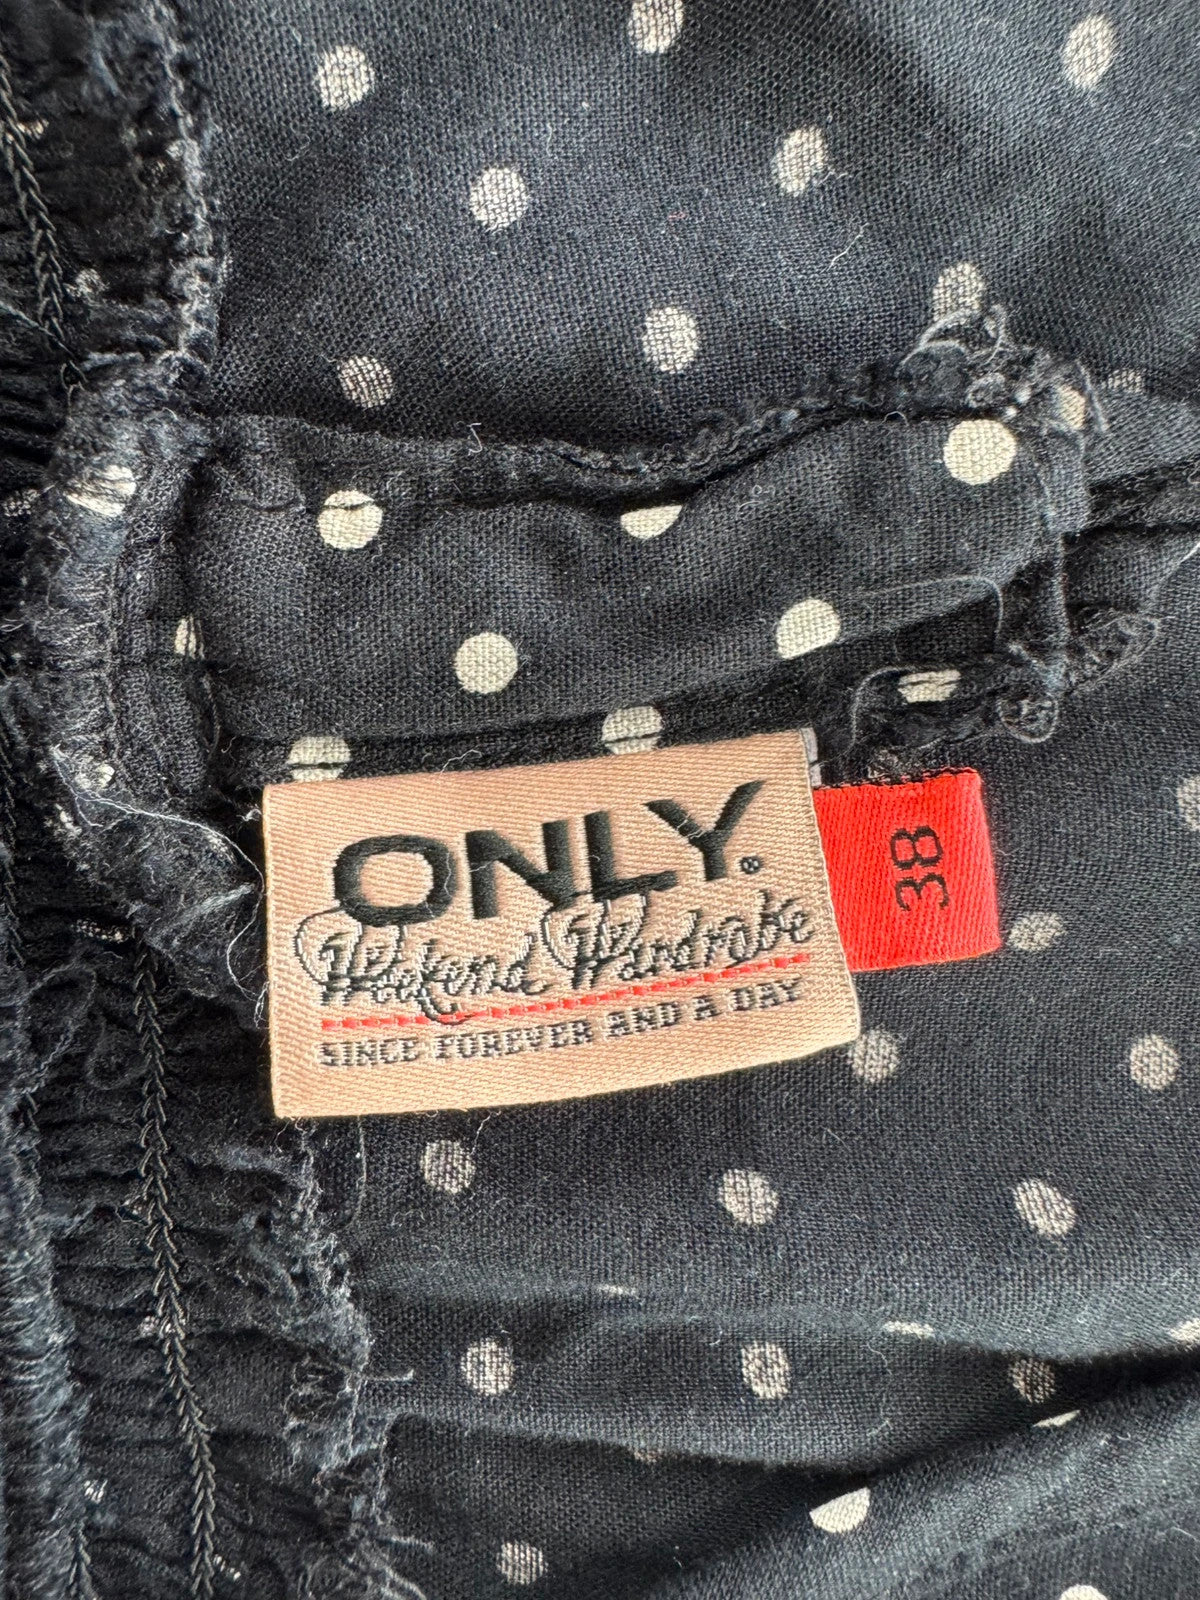 ONLY®
Weekend Wardrobe
SINCE FOREVER AND A DAY
38